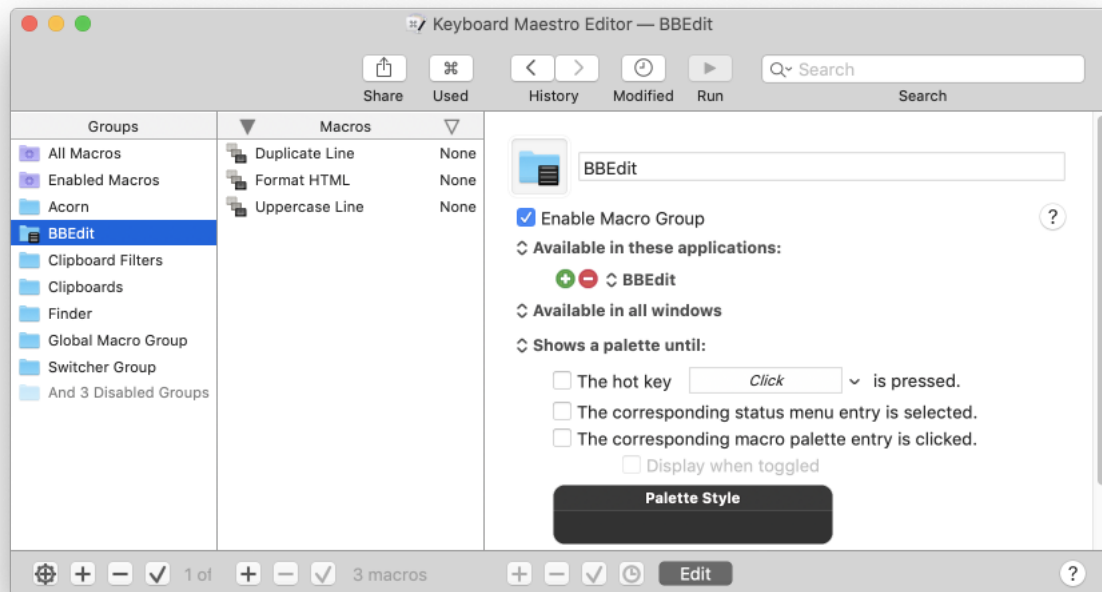 Keyboard Maestro Editor — BBEdit
Search
Share Used History Modified Run Search
Groups
All Macros
Enabled Macros
Acorn
BBEdit
Clipboard Filters
Clipboards
Finder
Global Macro Group
Switcher Group
And 3 Disabled Groups
Macros
Duplicate Line None
Format HTML None
Uppercase Line None
BBEdit
Enable Macro Group ?
Available in these applications:
BBEdit
Available in all windows
Shows a palette until:
The hot key Click is pressed.
The corresponding status menu entry is selected.
The corresponding macro palette entry is clicked.
Display when toggled
Palette Style
1 of 3 macros Edit ?